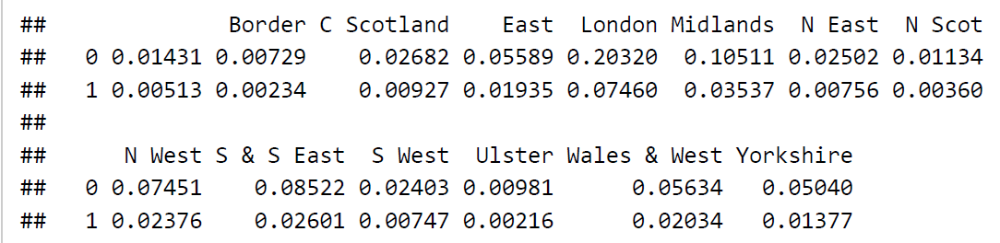 ##              Border C Scotland    East  London Midlands  N East  N Scot
##   0 0.01431 0.00729    0.02682 0.05589 0.20320  0.10511 0.02502 0.01134
##   1 0.00513 0.00234    0.00927 0.01935 0.07460  0.03537 0.00756 0.00360
##
##      N West S & S East  S West  Ulster Wales & West Yorkshire
##   0 0.07451    0.08522 0.02403 0.00981      0.05634   0.05040
##   1 0.02376    0.02601 0.00747 0.00216      0.02034   0.01377